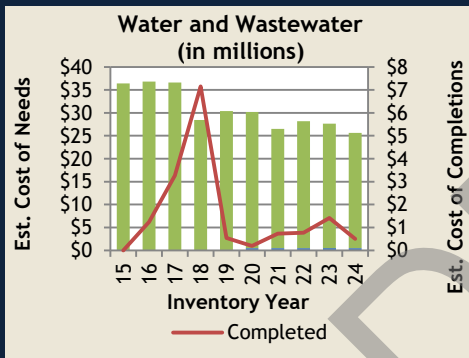 Water and Wastewater
(in millions)
Est. Cost of Needs
$40
$35
$30
$25
$20
$15
$10
$5
$0
$8
$7
$6
$5
$4
$3
$2
$1
$0
Est. Cost of Completions
15 16 17 18 19 20 21 22 23 24
Inventory Year
Completed